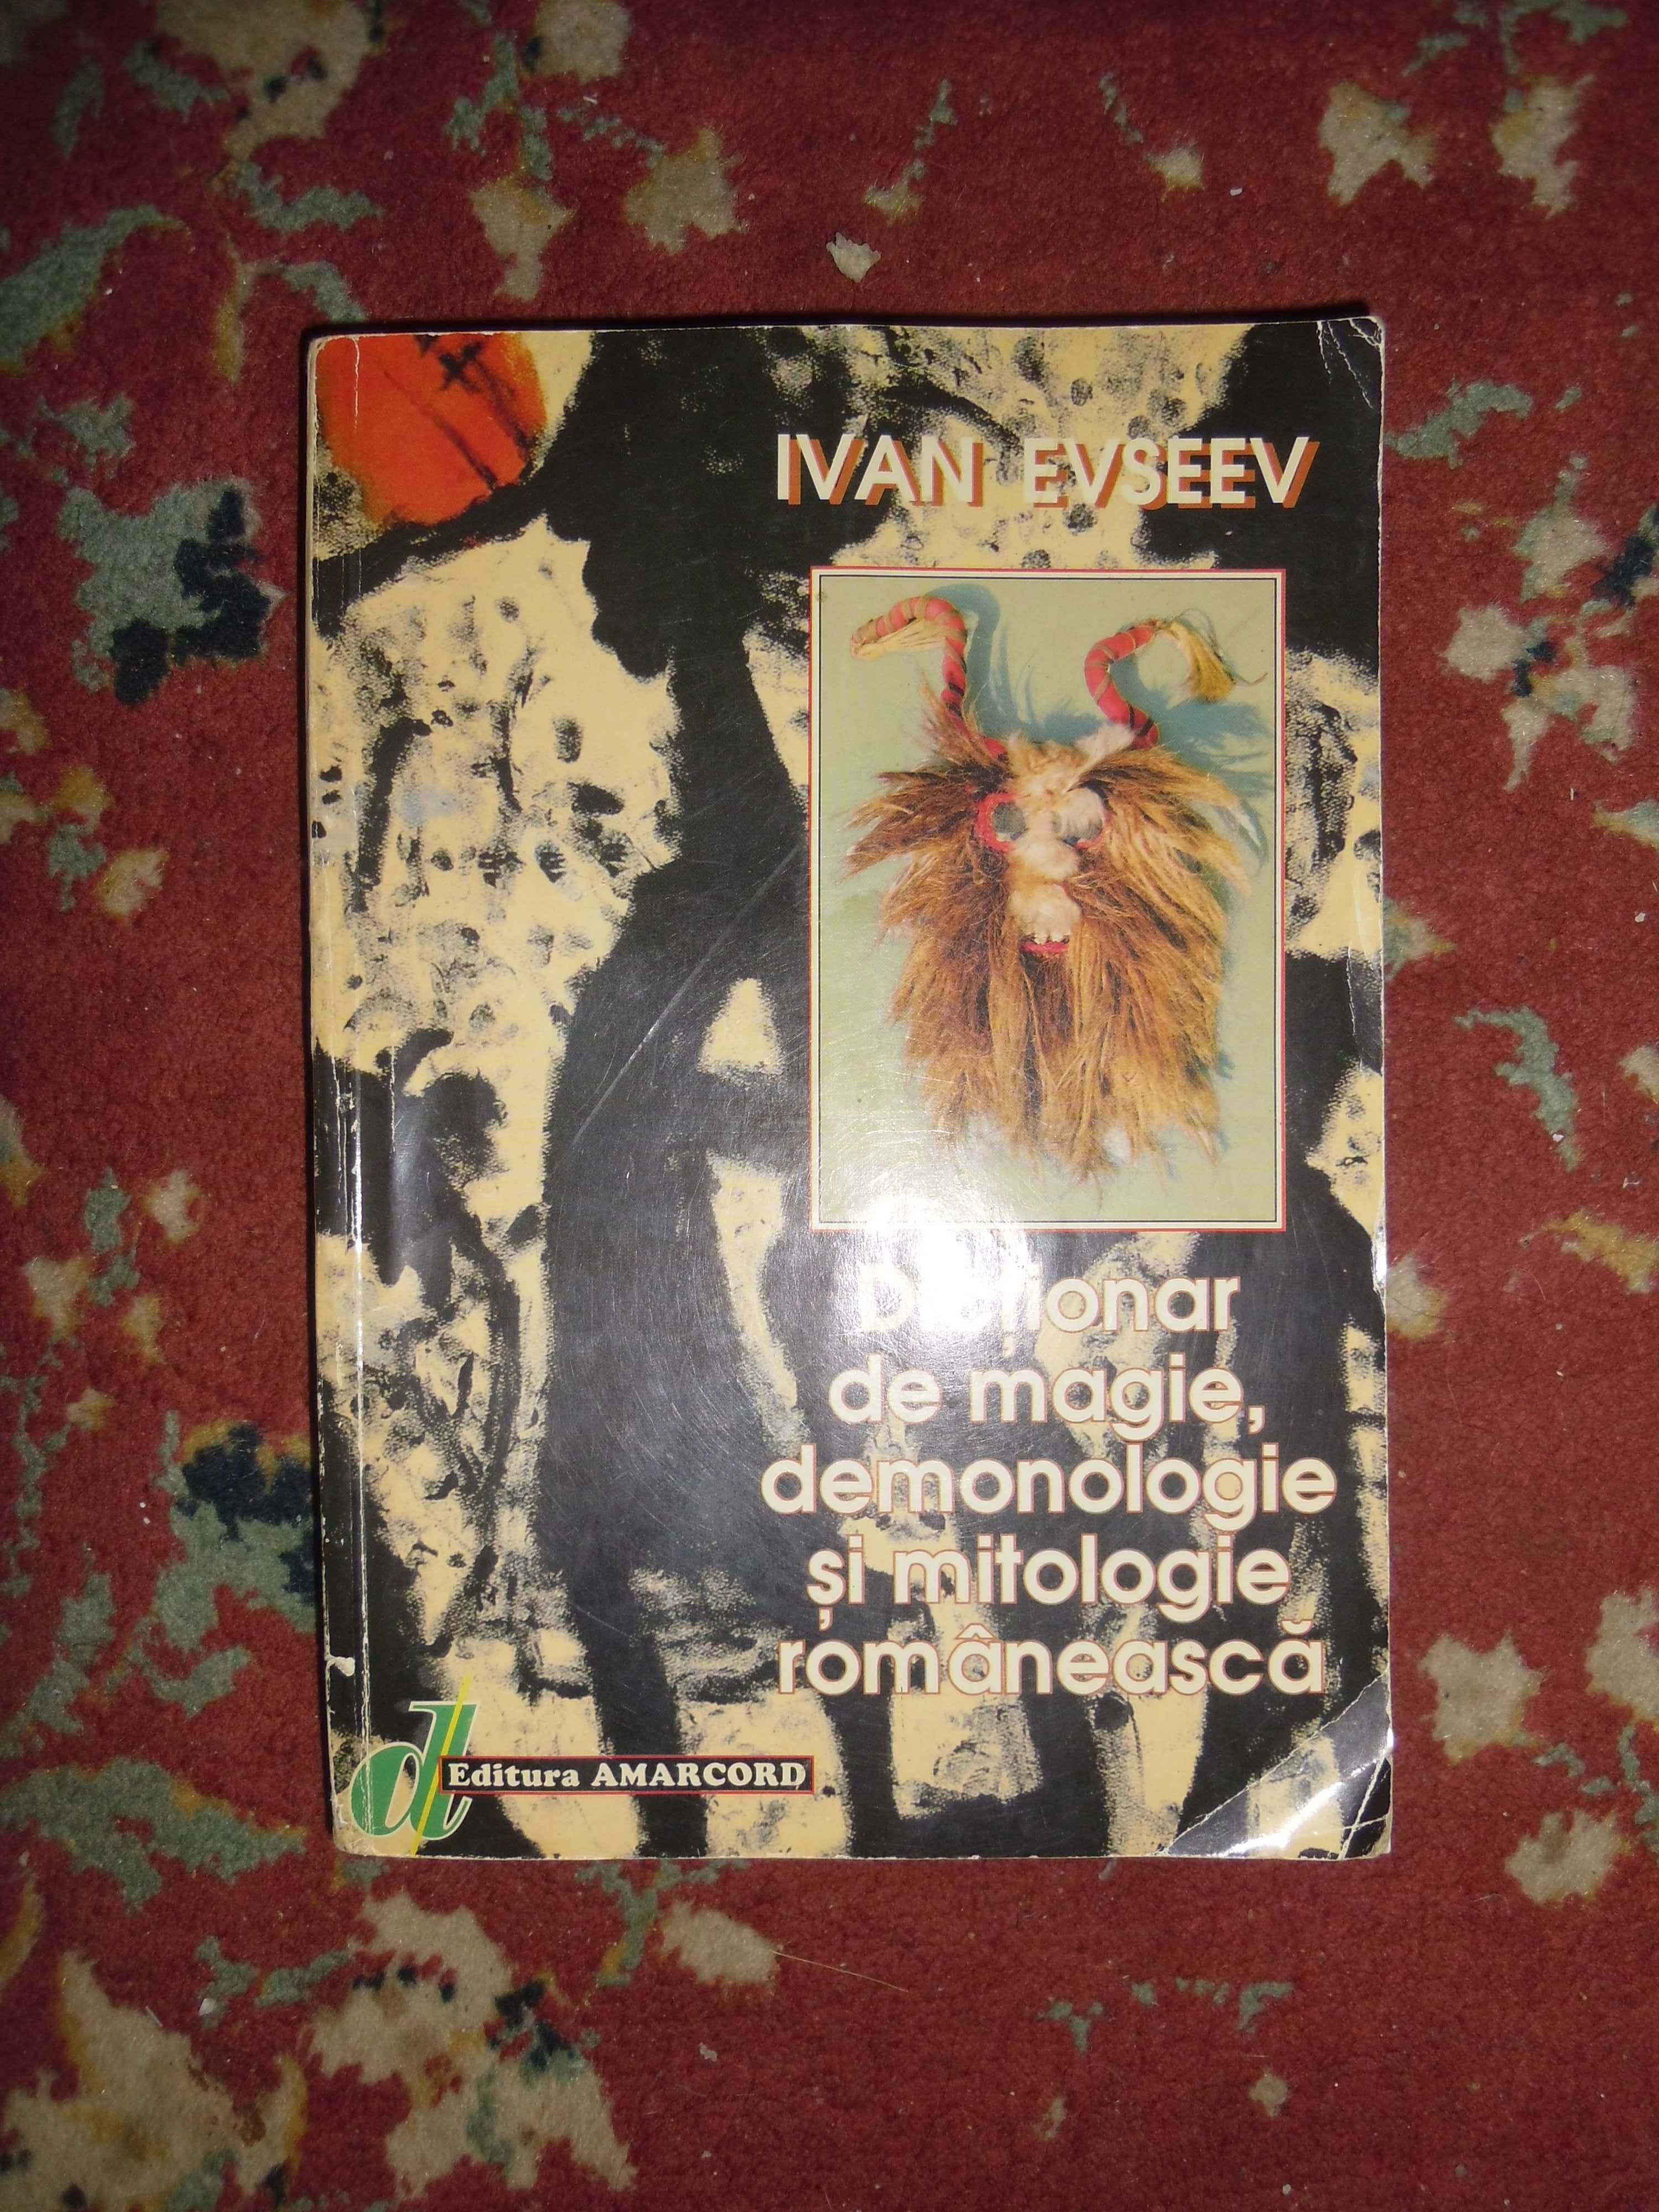 IVAN EVSEEV
Dicționar
de magie,
demonologie
și mitologie
românească
d
Editura AMARCORD